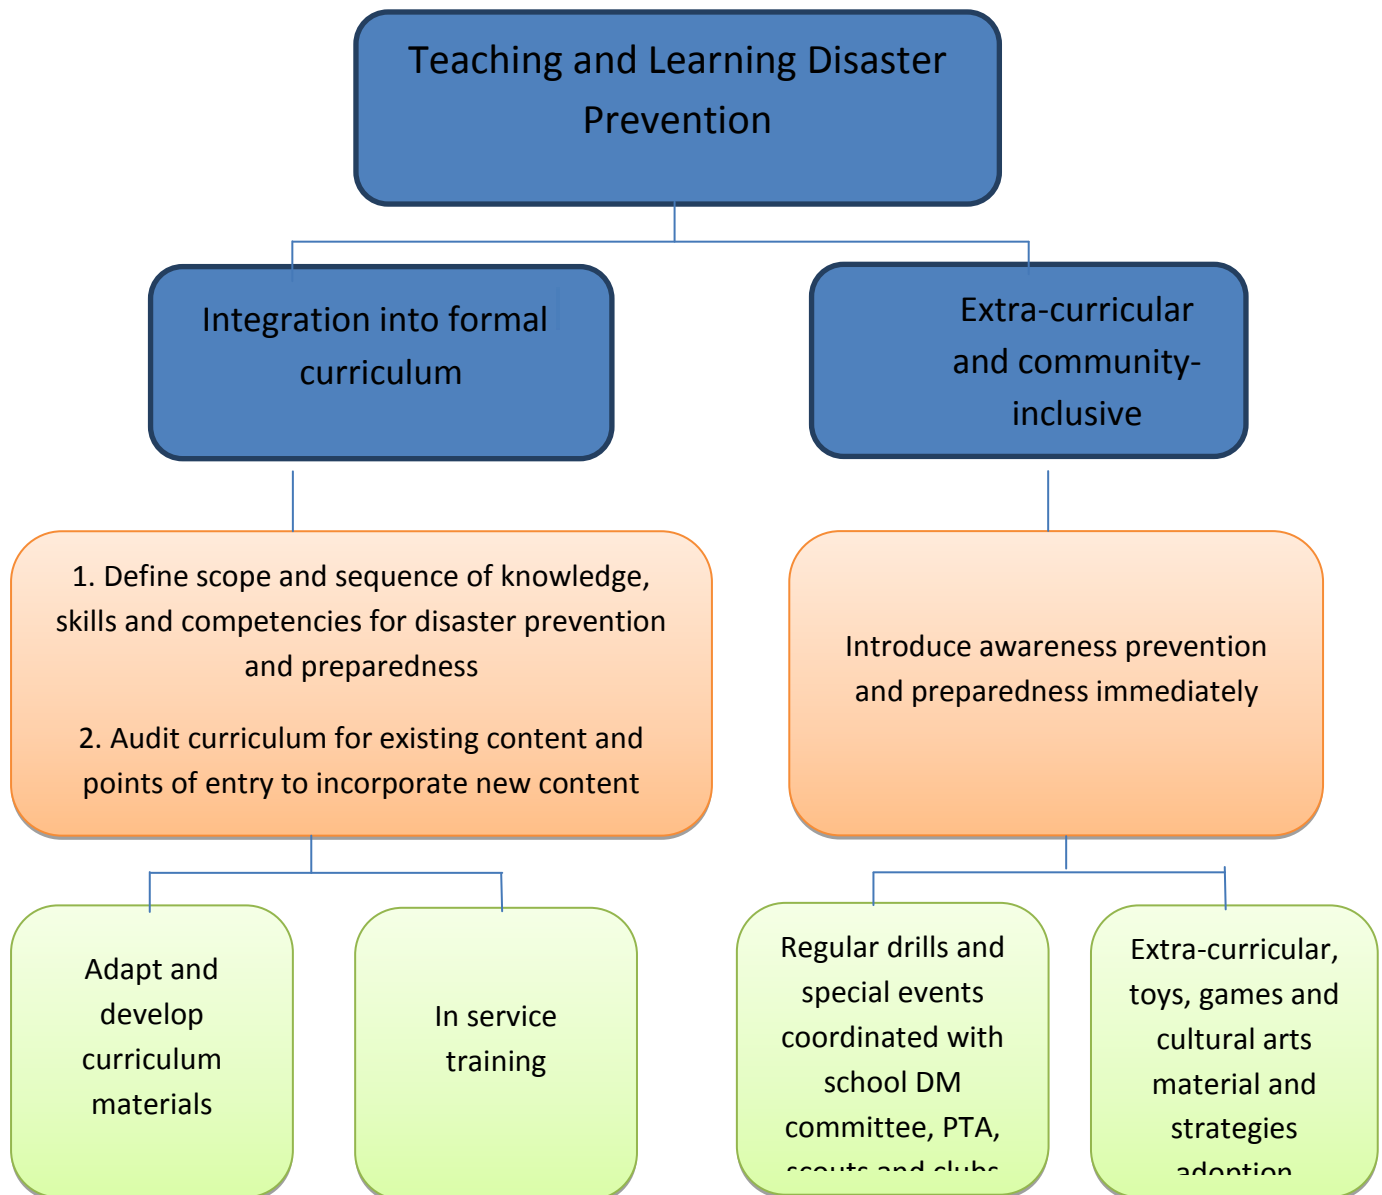 Teaching and Learning Disaster
Prevention
Integration into formal
curriculum
Extra-curricular
and community-
inclusive
1. Define scope and sequence of knowledge,
skills and competencies for disaster prevention
and preparedness
2. Audit curriculum for existing content and
points of entry to incorporate new content
Introduce awareness prevention
and preparedness immediately
Adapt and
develop
curriculum
materials
In service
training
Regular drills and
special events
coordinated with
school DM
committee, PTA,
scouts and clubs
Extra-curricular,
toys, games and
cultural arts
material and
strategies
adoption